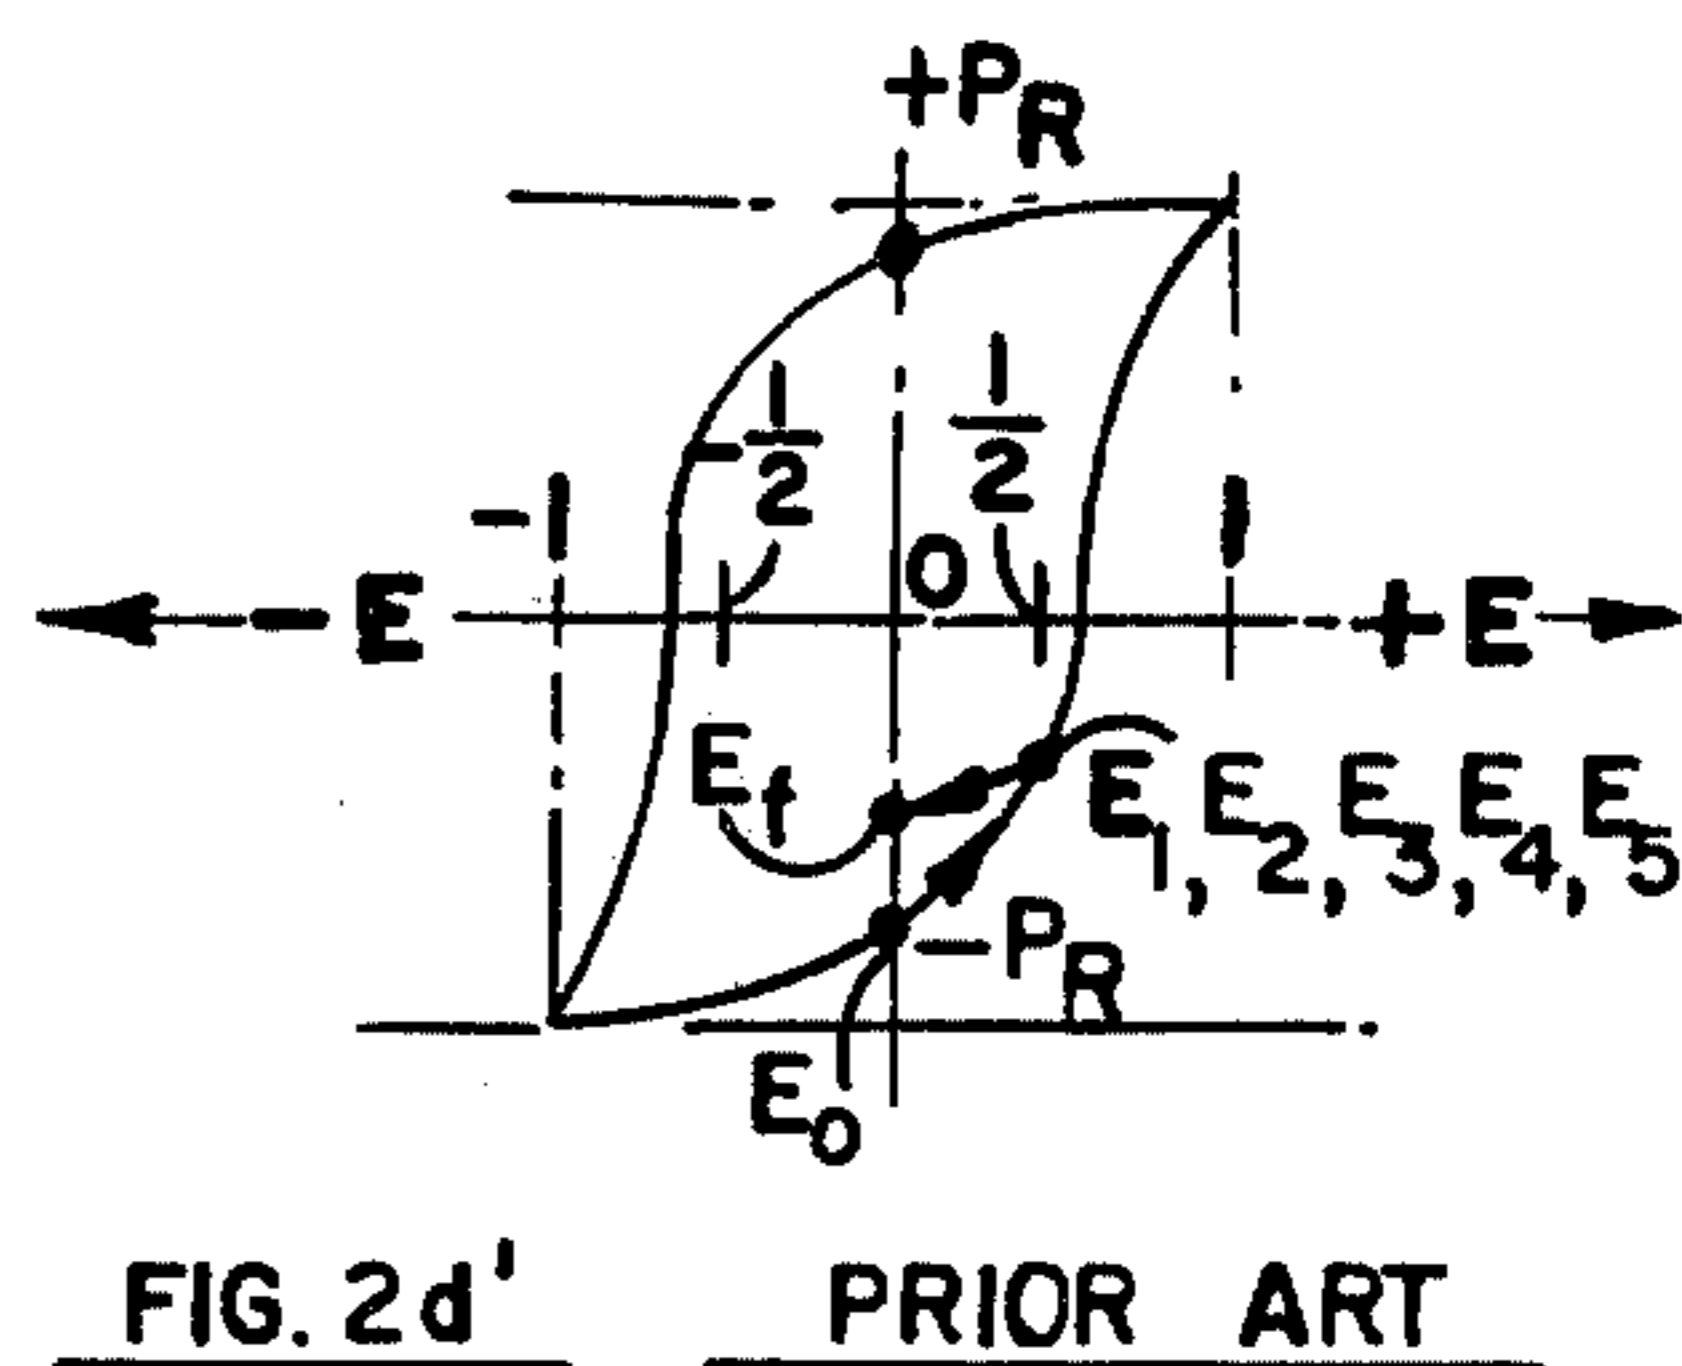 +PR
-1/2
1/2
-1
0
1
-E
+E
Ef
E1, E2, E3, E4, E5
-PR
E0
FIG. 2d' PRIOR ART